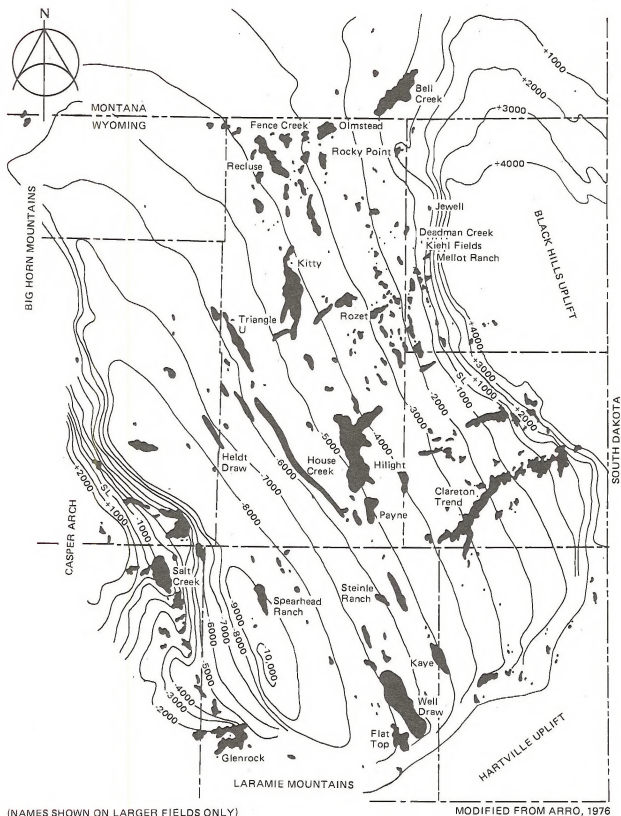 N
+1000
+2000
+3000
+4000
Bell
Creek
MONTANA
WYOMING
Fence Creek
Olmstead
Rocky Point
Recluse
BIG HORN MOUNTAINS
Jewell
Deadman Creek
Kiehl Fields
Mellot Ranch
BLACK HILLS UPLIFT
Kitty
Triangle
U
Rozet
+4000
+3000
+2000
+1000
SL
-1000
-2000
-3000
-4000
-5000
-6000
-7000
-8000
SOUTH DAKOTA
Heldt
Draw
House
Creek
Hilight
Clareton
Trend
Payne
+2000
SL
+1000
-1000
CASPER ARCH
Salt
Creek
Spearhead
Ranch
Steinle
Ranch
-9000
-8000
-7000
-6000
-5000
-10,000
-4000
-3000
-2000
Kaye
Well
Draw
Flat
Top
Glenrock
HARTVILLE UPLIFT
LARAMIE MOUNTAINS
(NAMES SHOWN ON LARGER FIELDS ONLY)
MODIFIED FROM ARRO, 1976